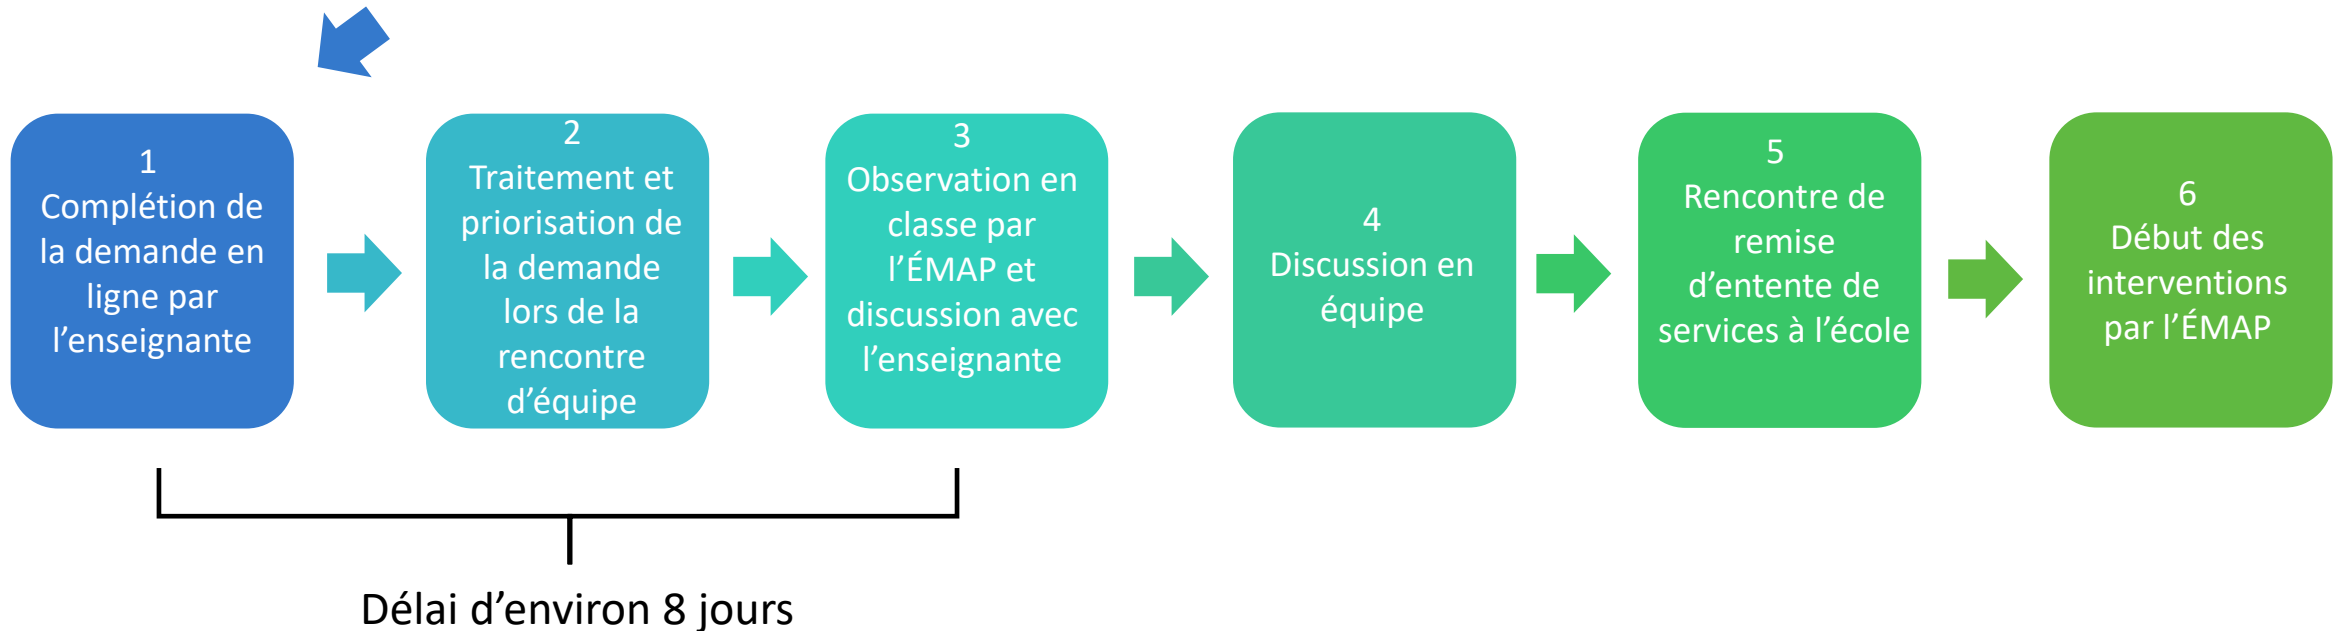 1
Complétion de
la demande en
ligne par
l’enseignante
2
Traitement et
priorisation de
la demande
lors de la
rencontre
d’équipe
3
Observation en
classe par
l’ÉMAP et
discussion avec
l’enseignante
4
Discussion en
équipe
5
Rencontre de
remise
d’entente de
services à l’école
6
Début des
interventions
par l’ÉMAP
Délai d’environ 8 jours